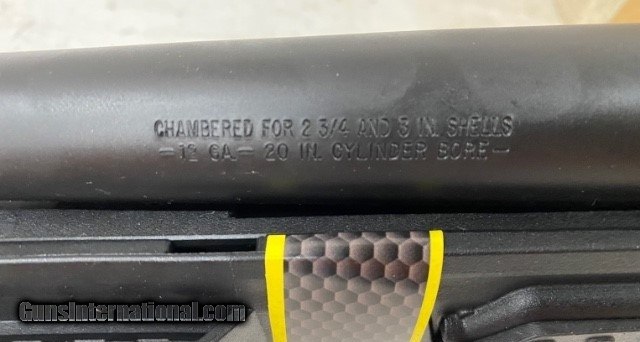 CHAMBERED FOR 2 3/4 AND 3 IN. SHELLS
-12 GA.- 20 IN. CYLINDER BORE-
GunsInternational.com